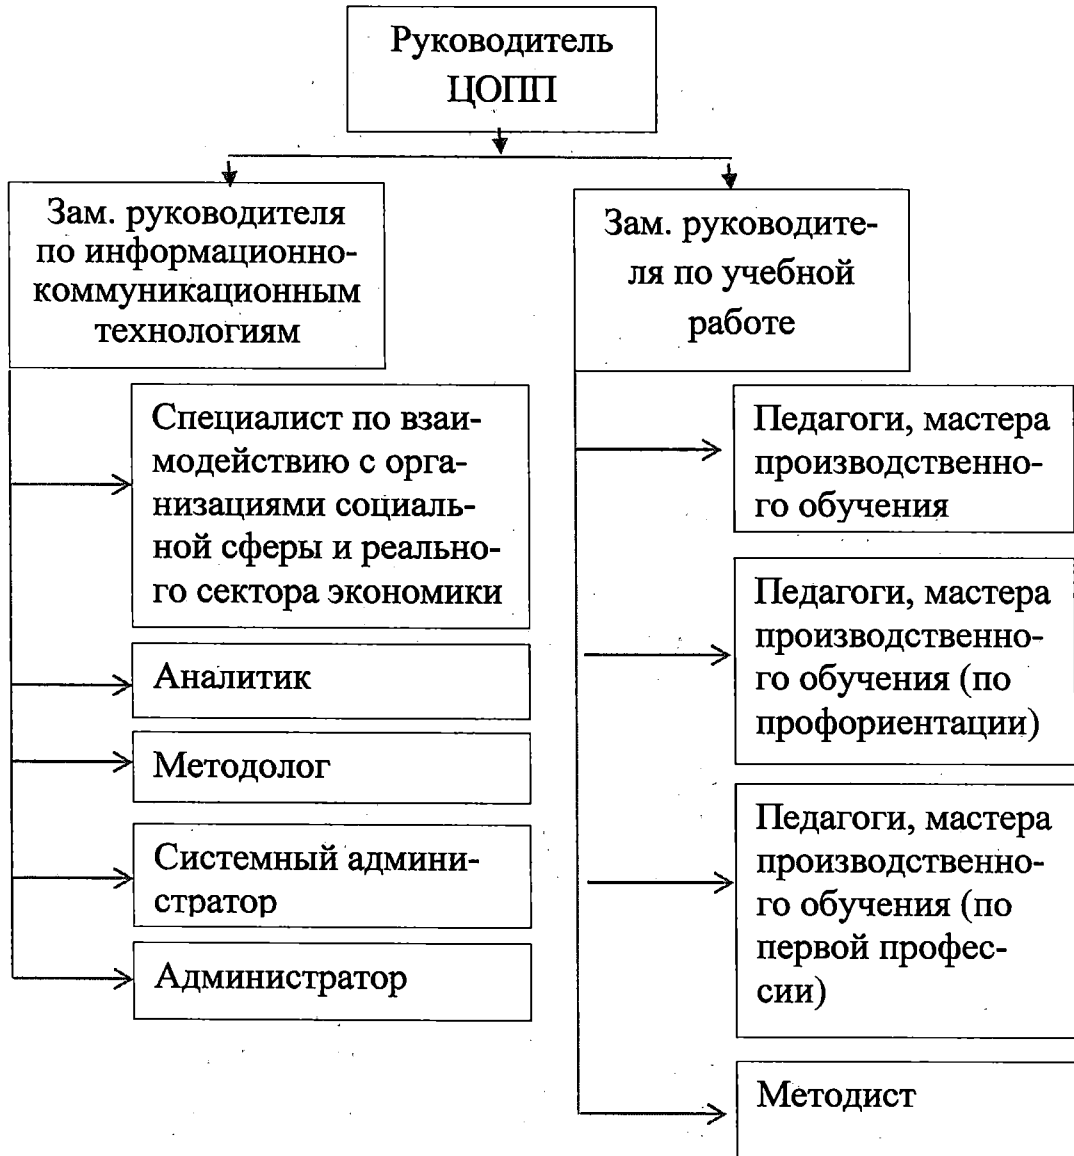 Руководитель
ЦОПП
Зам. руководителя
по информационно-
коммуникационным
технологиям
Зам. руководите-
ля по учебной
работе
Специалист по взаи-
модействию с орга-
низациями социаль-
ной сферы и реально-
го сектора экономики
Аналитик
Методолог
Системный админи-
стратор
Администратор
Педагоги, мастера
производственно-
го обучения
Педагоги, мастера
производственно-
го обучения (по
профориентации)
Педагоги, мастера
производственно-
го обучения (по
первой профес-
сии)
Методист